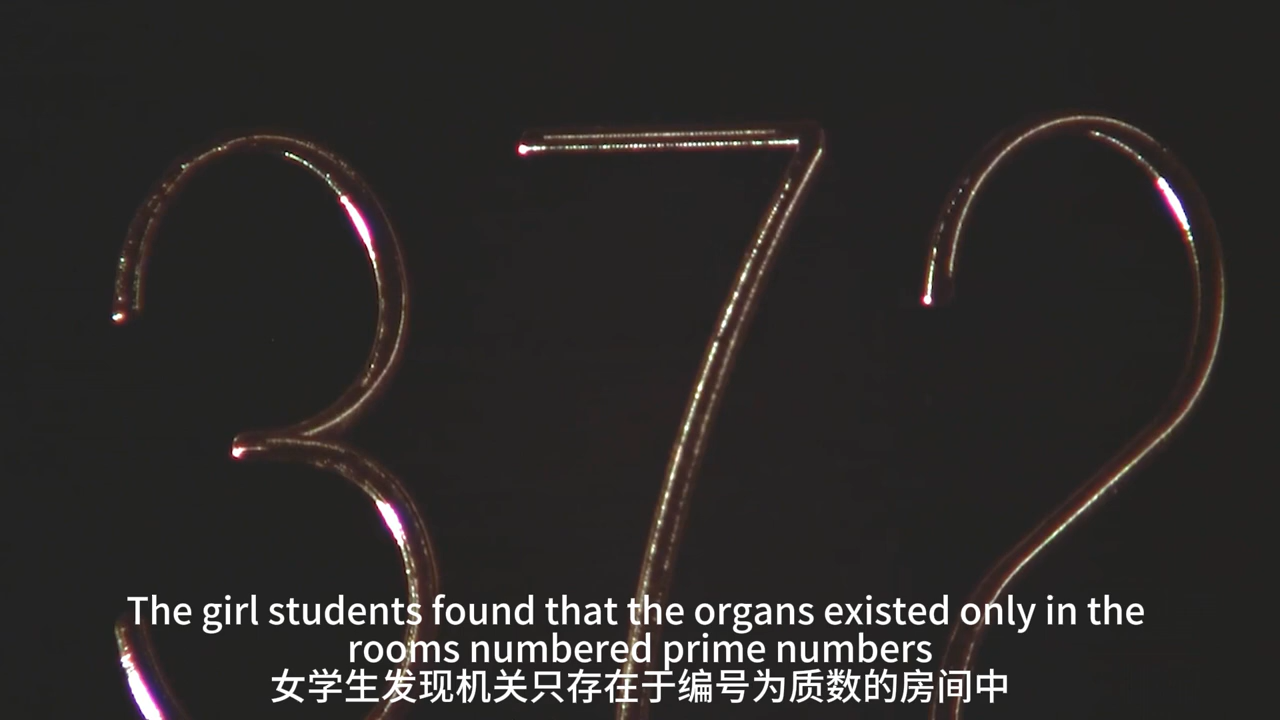 372
The girl students found that the organs existed only in the
rooms numbered prime numbers
女学生发现机关只存在于编号为质数的房间中